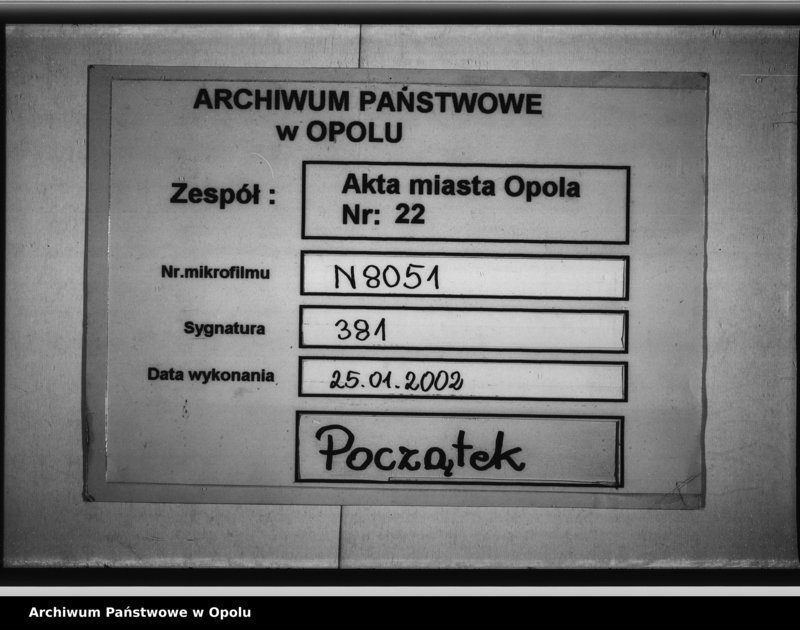 ARCHIWUM PAŃSTWOWE
w OPOLU
Zespół :
Akta miasta Opola
Nr: 22
Nr.mikrofilmu
N8051
Sygnatura
381
Data wykonania
25.01.2002
Początek
Archiwum Państwowe w Opolu